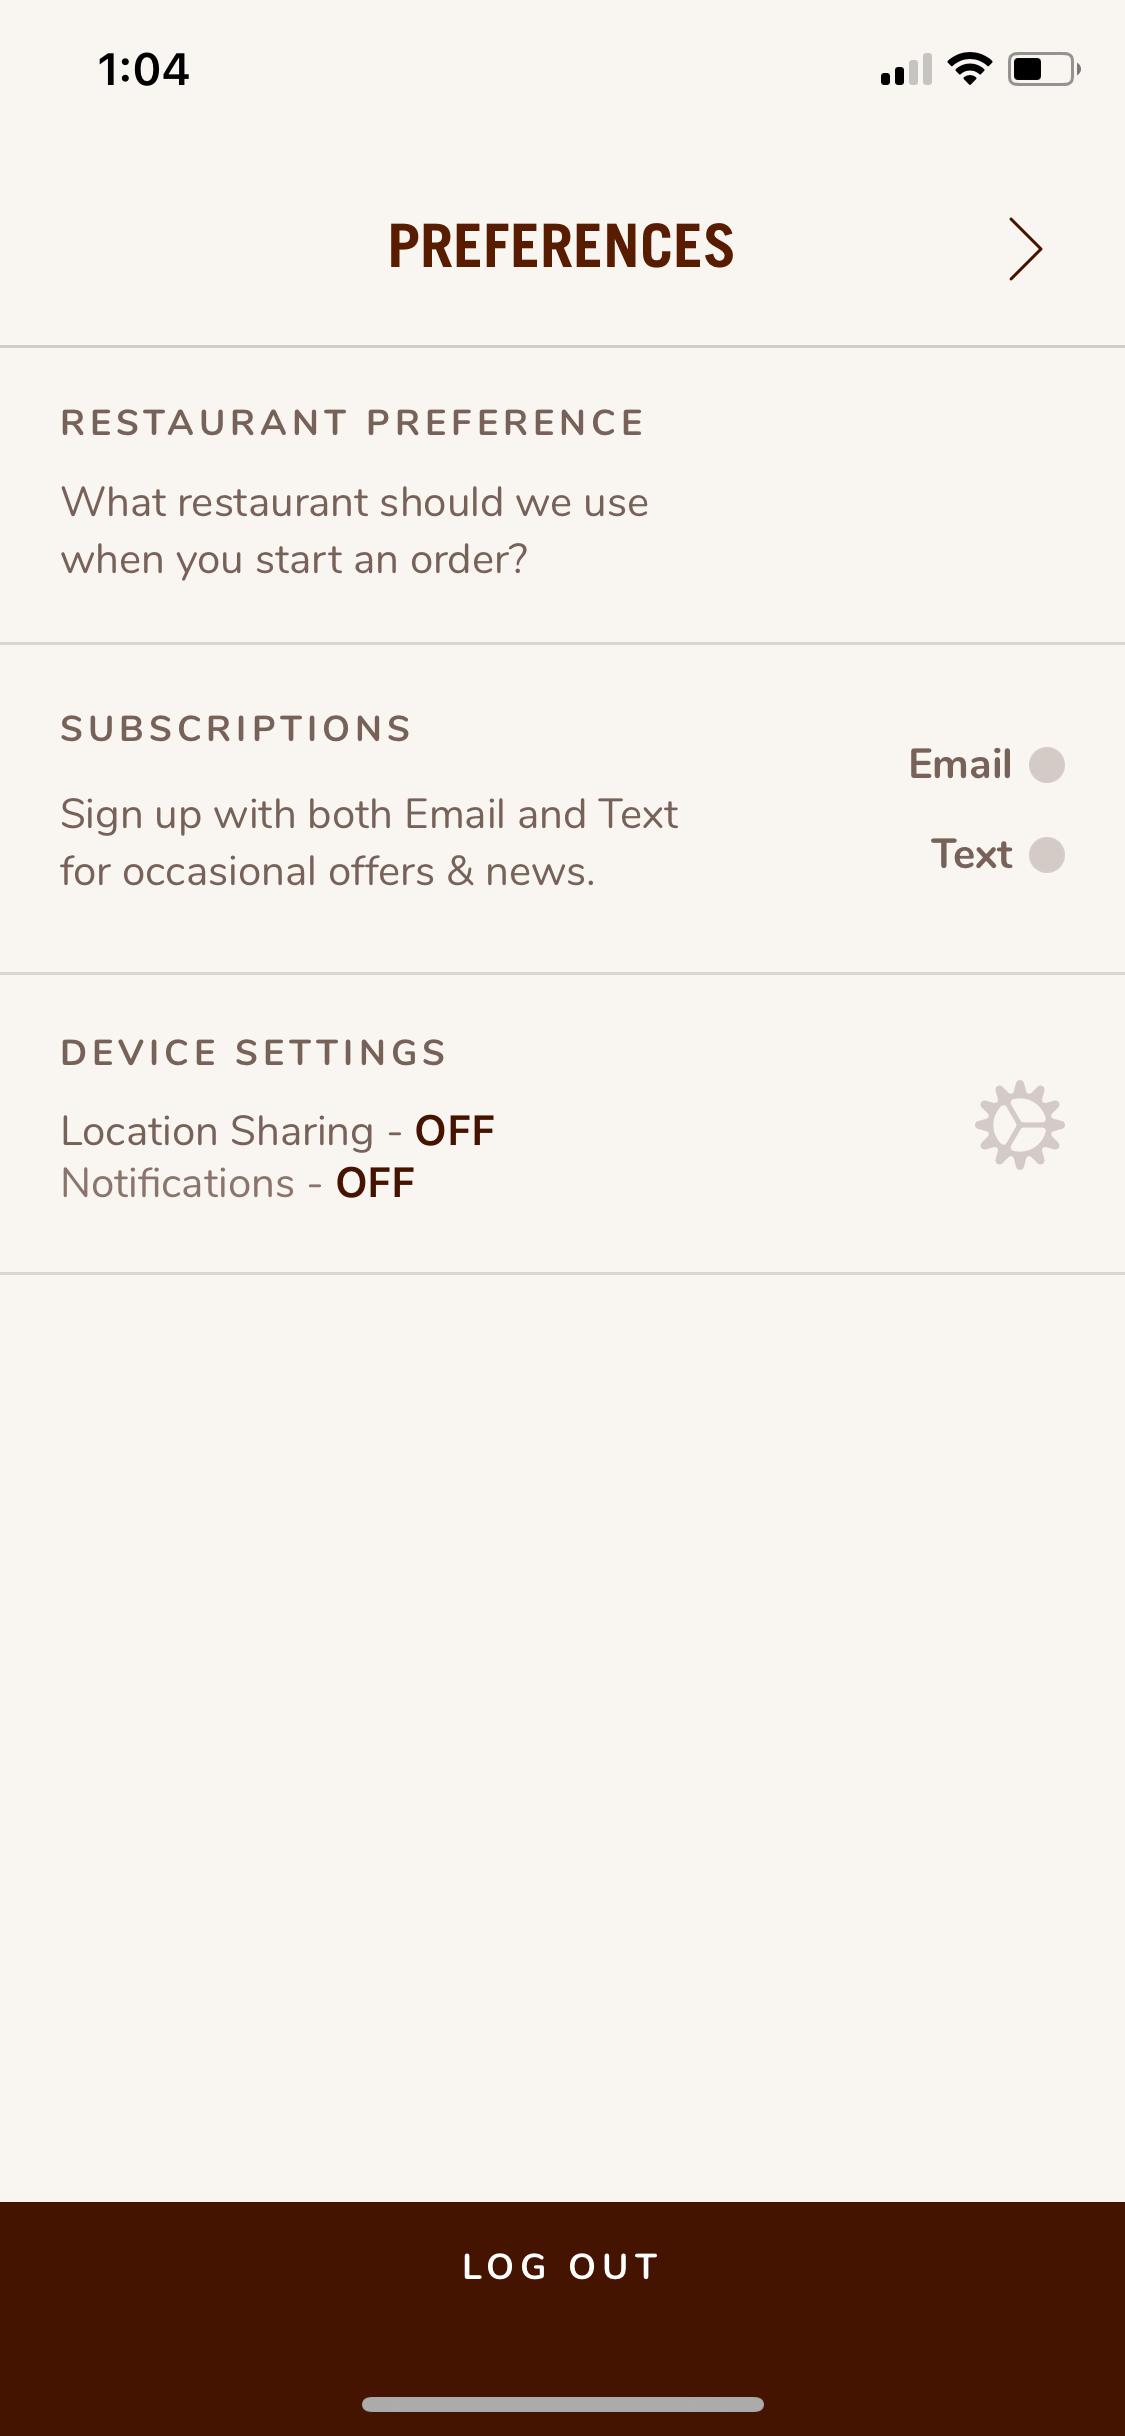 1:04
PREFERENCES
RESTAURANT PREFERENCE
What restaurant should we use
when you start an order?
SUBSCRIPTIONS
Sign up with both Email and Text
for occasional offers & news.
Email
Text
DEVICE SETTINGS
Location Sharing - OFF
Notifications - OFF
LOG OUT